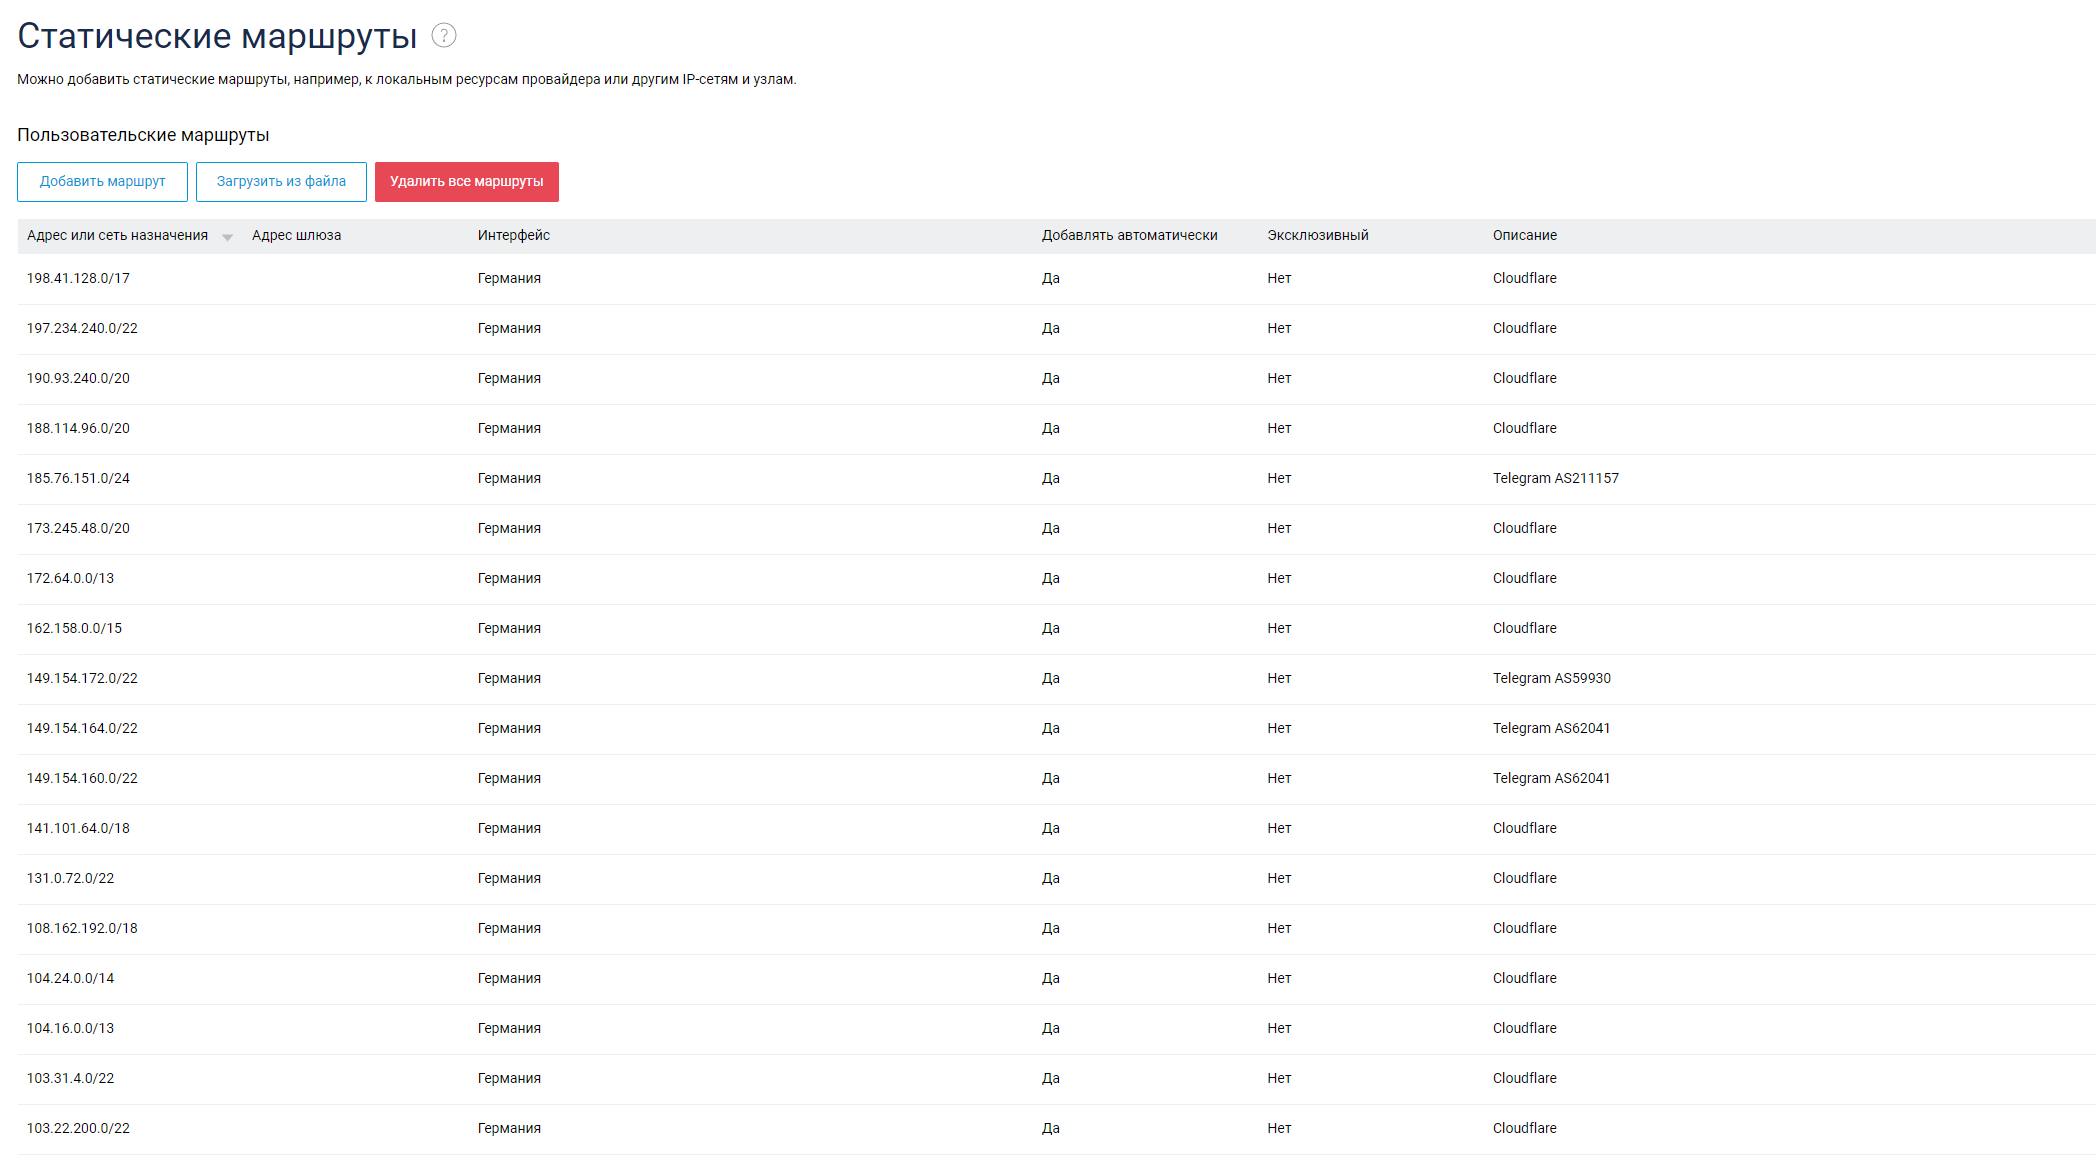 Статические маршруты ?
Можно добавить статические маршруты, например, к локальным ресурсам провайдера или другим IP-сетям и узлам.
Пользовательские маршруты
Добавить маршрут Загрузить из файла Удалить все маршруты
Адрес или сеть назначения Адрес шлюза Интерфейс Добавлять автоматически Эксклюзивный Описание
198.41.128.0/17 Германия Да Нет Cloudflare
197.234.240.0/22 Германия Да Нет Cloudflare
190.93.240.0/20 Германия Да Нет Cloudflare
188.114.96.0/20 Германия Да Нет Cloudflare
185.76.151.0/24 Германия Да Нет Telegram AS211157
173.245.48.0/20 Германия Да Нет Cloudflare
172.64.0.0/13 Германия Да Нет Cloudflare
162.158.0.0/15 Германия Да Нет Cloudflare
149.154.172.0/22 Германия Да Нет Telegram AS59930
149.154.164.0/22 Германия Да Нет Telegram AS62041
149.154.160.0/22 Германия Да Нет Telegram AS62041
141.101.64.0/18 Германия Да Нет Cloudflare
131.0.72.0/22 Германия Да Нет Cloudflare
108.162.192.0/18 Германия Да Нет Cloudflare
104.24.0.0/14 Германия Да Нет Cloudflare
104.16.0.0/13 Германия Да Нет Cloudflare
103.31.4.0/22 Германия Да Нет Cloudflare
103.22.200.0/22 Германия Да Нет Cloudflare